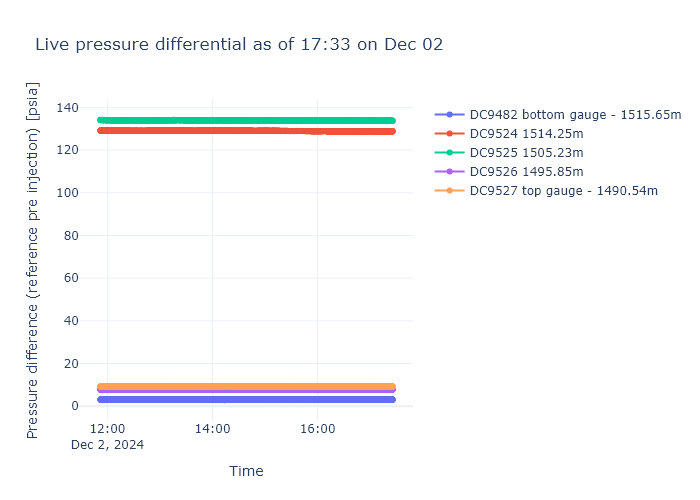 Live pressure differential as of 17:33 on Dec 02
Pressure difference (reference pre injection) [psia]
140
120
100
80
60
40
20
0
12:00
Dec 2, 2024
14:00
16:00
Time
DC9482 bottom gauge - 1515.65m
DC9524 1514.25m
DC9525 1505.23m
DC9526 1495.85m
DC9527 top gauge - 1490.54m